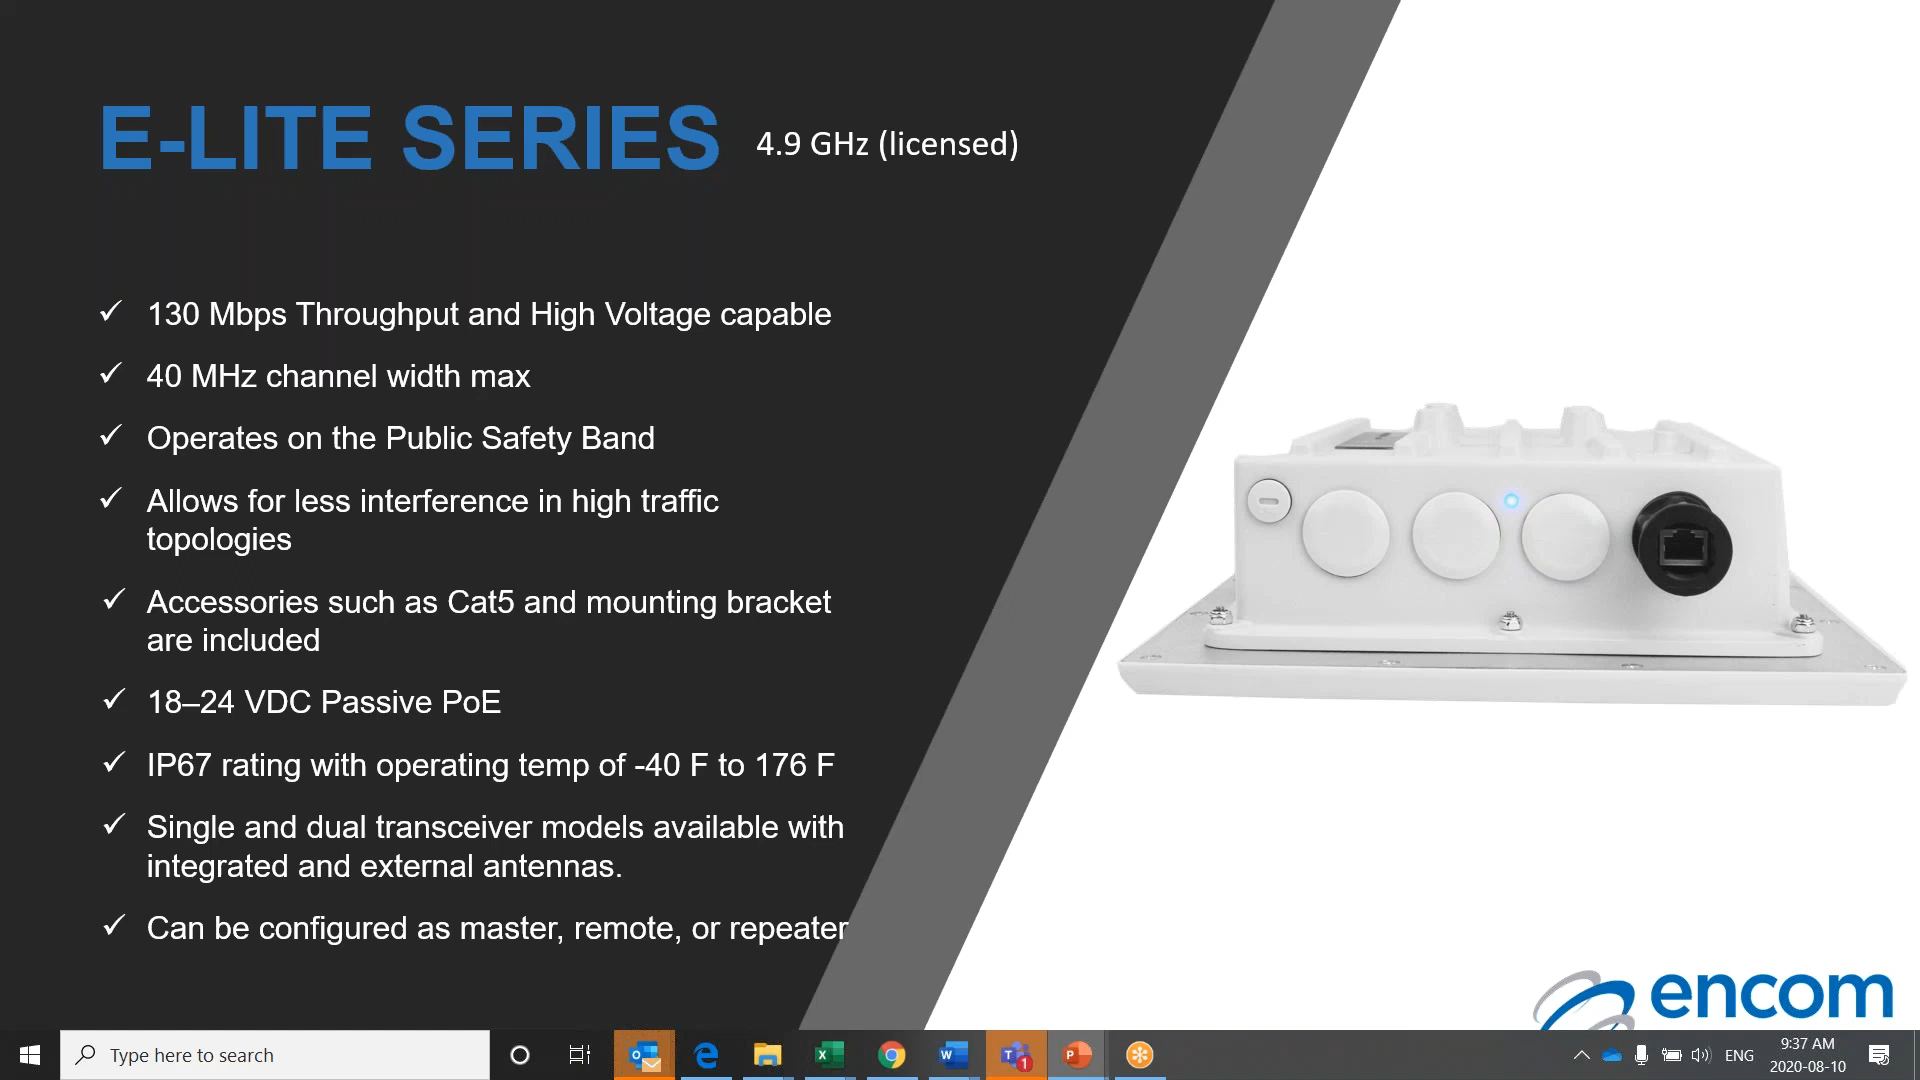 E-LITE SERIES 4.9 GHz (licensed)
130 Mbps Throughput and High Voltage capable
40 MHz channel width max
Operates on the Public Safety Band
Allows for less interference in high traffic
topologies
Accessories such as Cat5 and mounting bracket
are included
18–24 VDC Passive PoE
IP67 rating with operating temp of -40 F to 176 F
Single and dual transceiver models available with
integrated and external antennas.
Can be configured as master, remote, or repeater
encom
Type here to search
1
ENG
9:37 AM
2020-08-10